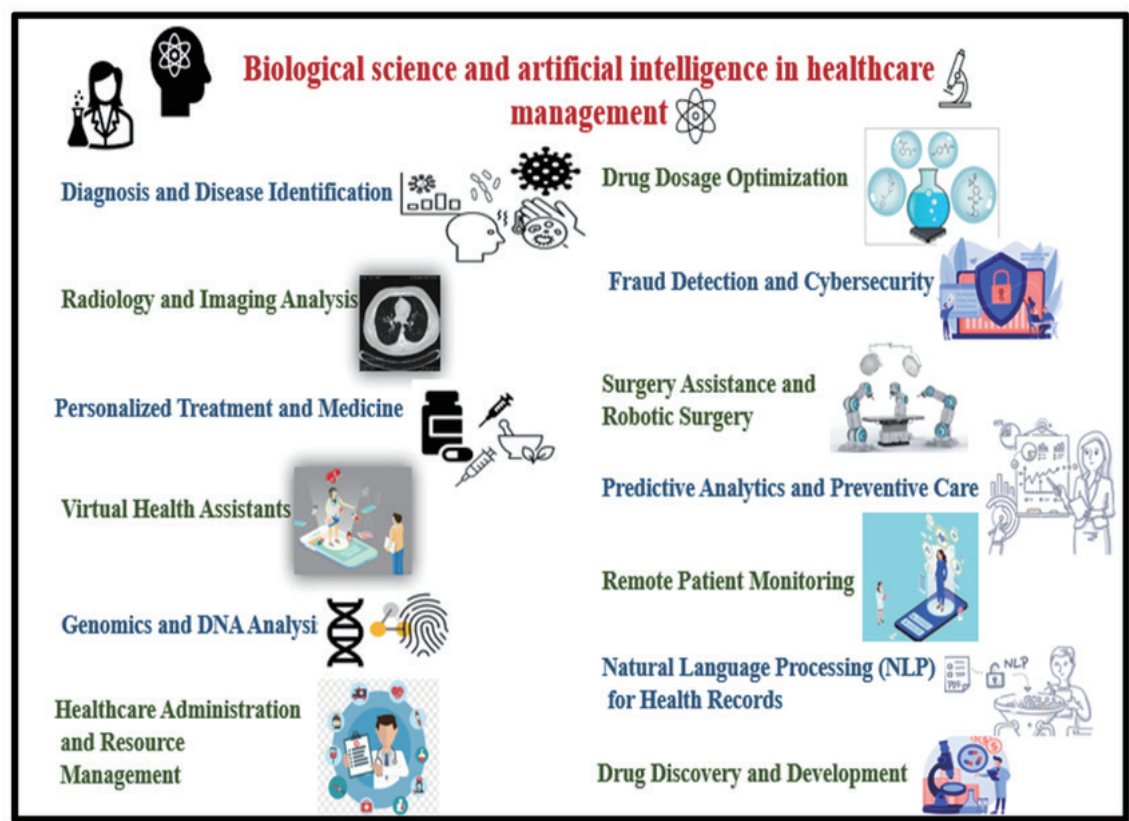 Biological science and artificial intelligence in healthcare
management
Diagnosis and Disease Identification
Radiology and Imaging Analysis
Personalized Treatment and Medicine
Virtual Health Assistants
Genomics and DNA Analysi
Healthcare Administration
and Resource
Management
Drug Dosage Optimization
Fraud Detection and Cybersecurity
Surgery Assistance and
Robotic Surgery
Predictive Analytics and Preventive Care
Remote Patient Monitoring
Natural Language Processing (NLP)
for Health Records
NLP
Drug Discovery and Development